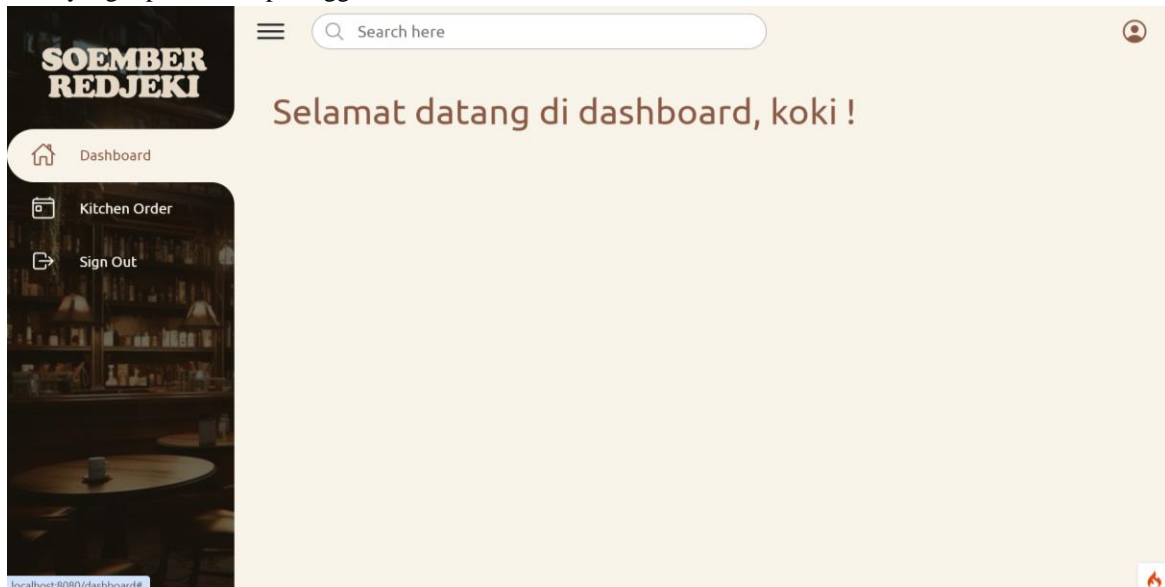 SOEMBER
REDJEKI
Search here
Selamat datang di dashboard, koki !
Dashboard
Kitchen Order
Sign Out
localhost:8080/dashboard#